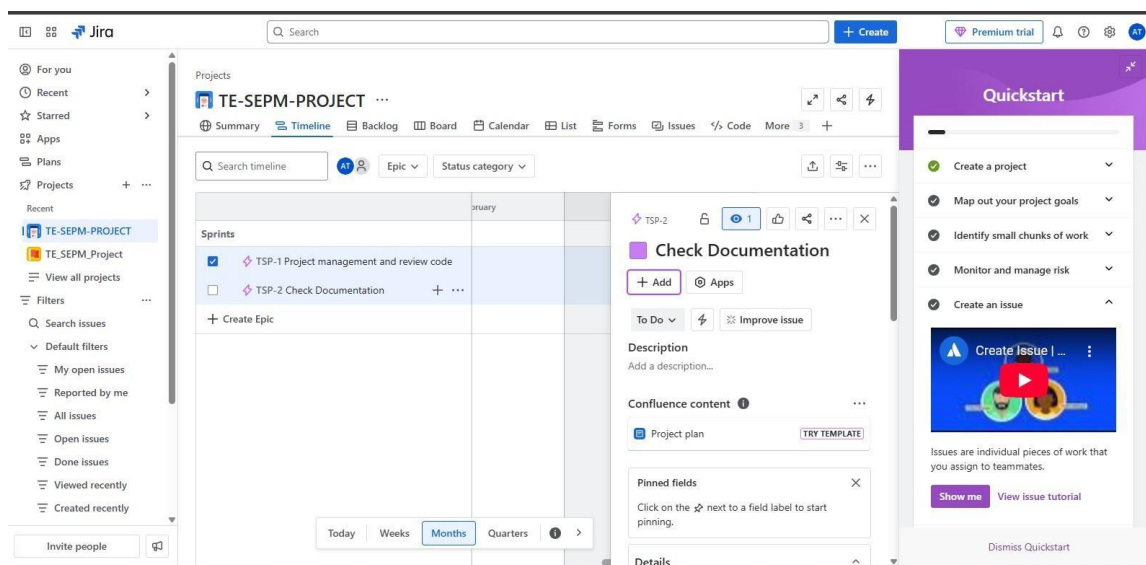 Jira
Search
+ Create
Premium trial
AT
For you
Recent
Starred
Apps
Plans
Projects
Recent
TE-SEPM-PROJECT
TE_SEPM_Project
View all projects
Filters
Search issues
Default filters
My open issues
Reported by me
All issues
Open issues
Done issues
Viewed recently
Created recently
Invite people
Projects
TE-SEPM-PROJECT
Summary Timeline Backlog Board Calendar List Forms Issues Code More 3
Search timeline AT Epic Status category
bruary
Sprints
TSP-1 Project management and review code
TSP-2 Check Documentation
+ Create Epic
Today Weeks Months Quarters
TSP-2 1
Check Documentation
+ Add Apps
To Do Improve issue
Description
Add a description...
Confluence content
Project plan TRY TEMPLATE
Pinned fields
Click on the next to a field label to start
pinning.
Details
Quickstart
Create a project
Map out your project goals
Identify small chunks of work
Monitor and manage risk
Create an issue
Create Issue | ...
Issues are individual pieces of work that
you assign to teammates.
Show me View issue tutorial
Dismiss Quickstart